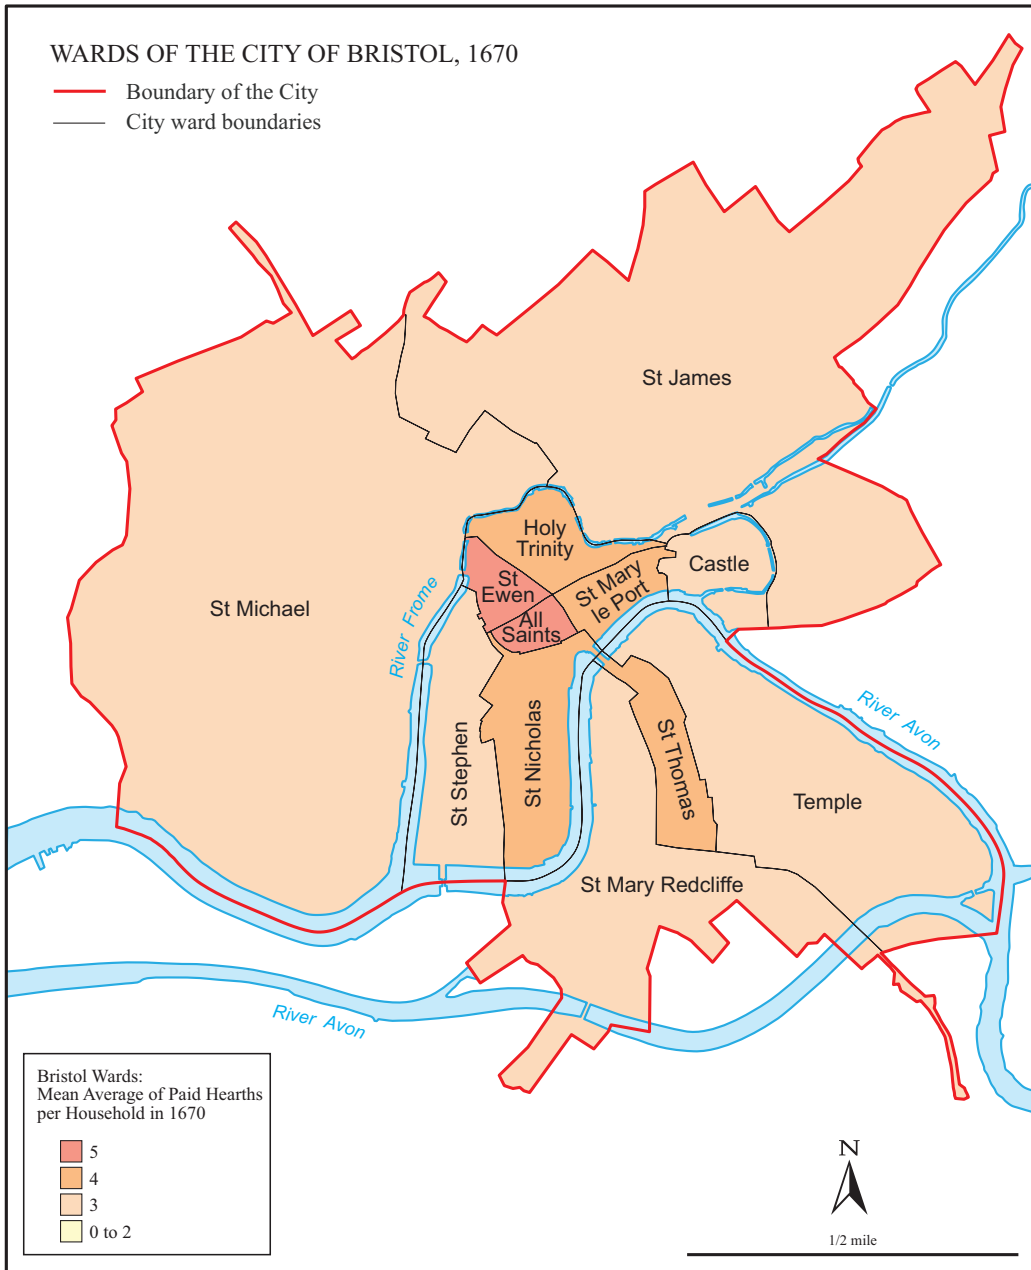 WARDS OF THE CITY OF BRISTOL, 1670
Boundary of the City
City ward boundaries
St James
Holy
Trinity
Castle
St Mary
le Port
St
Ewen
All
Saints
St Michael
River Frome
St Stephen
St Nicholas
St Thomas
River Avon
Temple
St Mary Redcliffe
River Avon
Bristol Wards:
Mean Average of Paid Hearths
per Household in 1670
5
4
3
0 to 2
N
1/2 mile